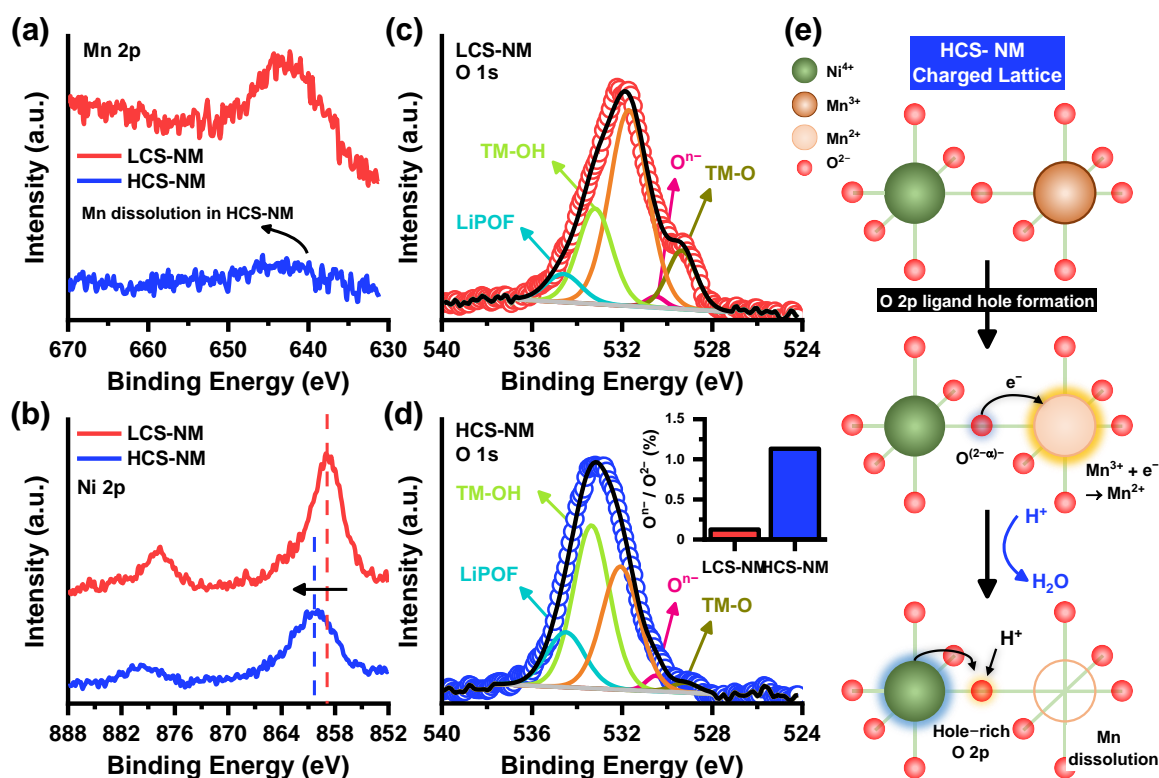 (a)
Mn 2p
Intensity (a.u.)
LCS-NM
HCS-NM
Mn dissolution in HCS-NM
670 660 650 640 630
Binding Energy (eV)
(b)
LCS-NM
HCS-NM
Ni 2p
Intensity (a.u.)
888 876 864 858 852
Binding Energy (eV)
(c)
LCS-NM
O 1s
TM-OH
LiPOF
Oⁿ⁻
TM-O
Intensity (a.u.)
540 536 532 528 524
Binding Energy (eV)
(d)
HCS-NM
O 1s
TM-OH
LiPOF
Oⁿ⁻
TM-O
Intensity (a.u.)
540 536 532 528 524
Binding Energy (eV)
Oⁿ⁻ / O²⁻ (%)
1.5
1.0
0.5
0
LCS-NM HCS-NM
(e)
HCS- NM
Charged Lattice
Ni⁴⁺
Mn³⁺
Mn²⁺
O²⁻
O 2p ligand hole formation
e⁻
O⁽²⁻ᵅ⁾⁻
Mn³⁺ + e⁻
→ Mn²⁺
H⁺
H₂O
H⁺
Hole−rich
O 2p
Mn
dissolution